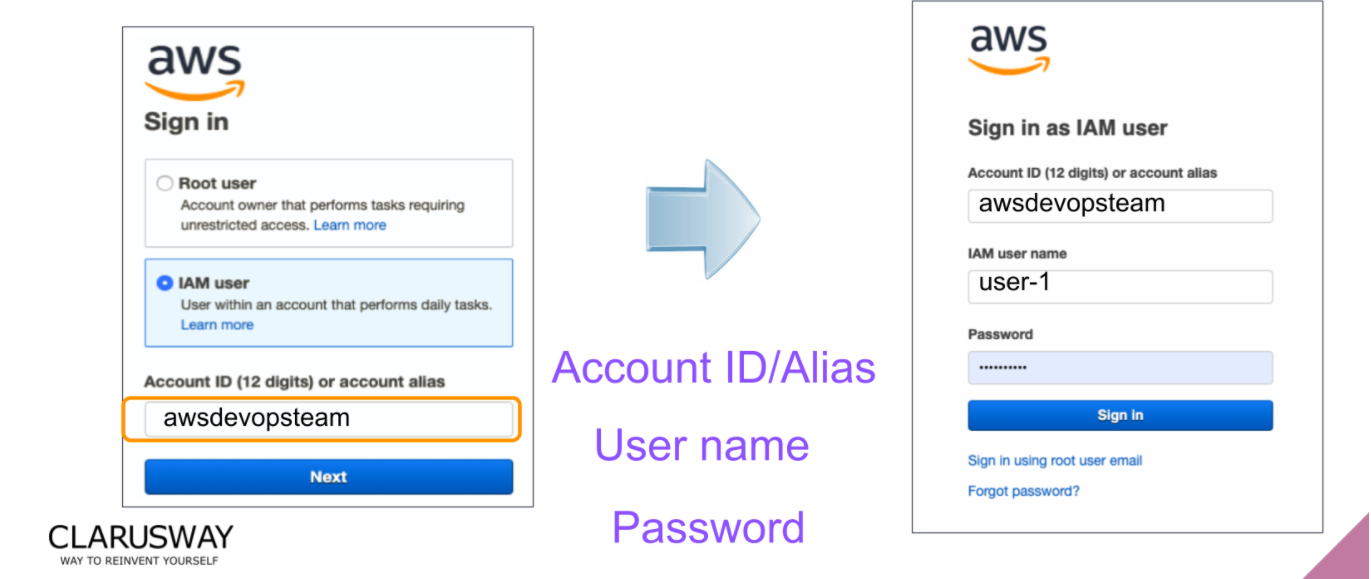 aws
Sign in
Root user
Account owner that performs tasks requiring
unrestricted access. Learn more
IAM user
User within an account that performs daily tasks.
Learn more
Account ID (12 digits) or account alias
awsdevopsteam
Next
CLARUSWAY
WAY TO REINVENT YOURSELF
Account ID/Alias
User name
Password
aws
Sign in as IAM user
Account ID (12 digits) or account alias
awsdevopsteam
IAM user name
user-1
Password
••••••••••
Sign in
Sign in using root user email
Forgot password?